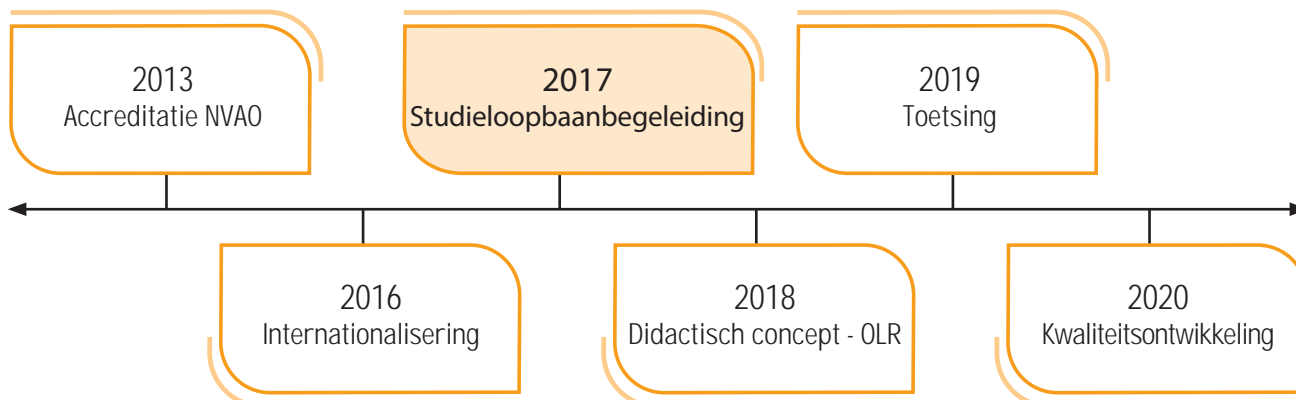 2013
Accreditatie NVAO
2016
Internationalisering
2017
Studieloopbaanbegeleiding
2018
Didactisch concept - OLR
2019
Toetsing
2020
Kwaliteitsontwikkeling